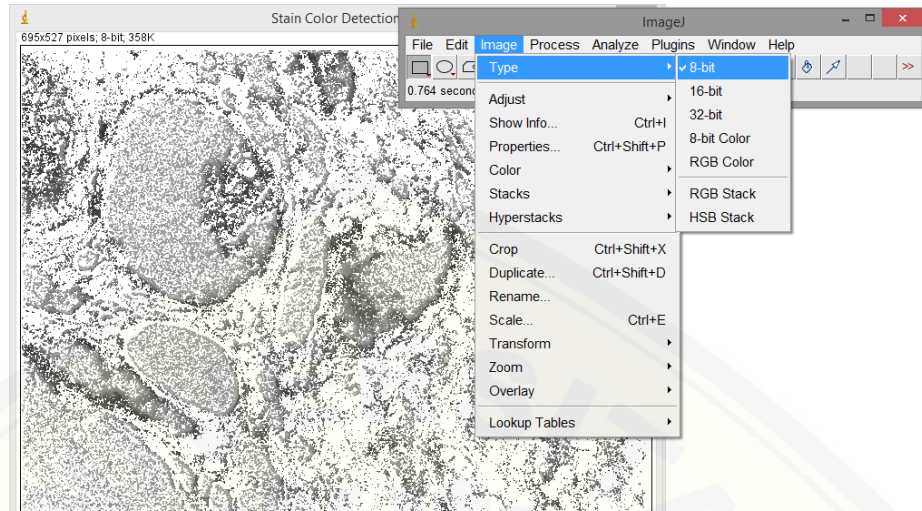 Stain Color Detection
695x527 pixels; 8-bit; 358K
ImageJ
File Edit Image Process Analyze Plugins Window Help
>>
0.764 second
Type
Adjust
Show Info... Ctrl+I
Properties... Ctrl+Shift+P
Color
Stacks
Hyperstacks
Crop Ctrl+Shift+X
Duplicate... Ctrl+Shift+D
Rename...
Scale... Ctrl+E
Transform
Zoom
Overlay
Lookup Tables
8-bit
16-bit
32-bit
8-bit Color
RGB Color
RGB Stack
HSB Stack